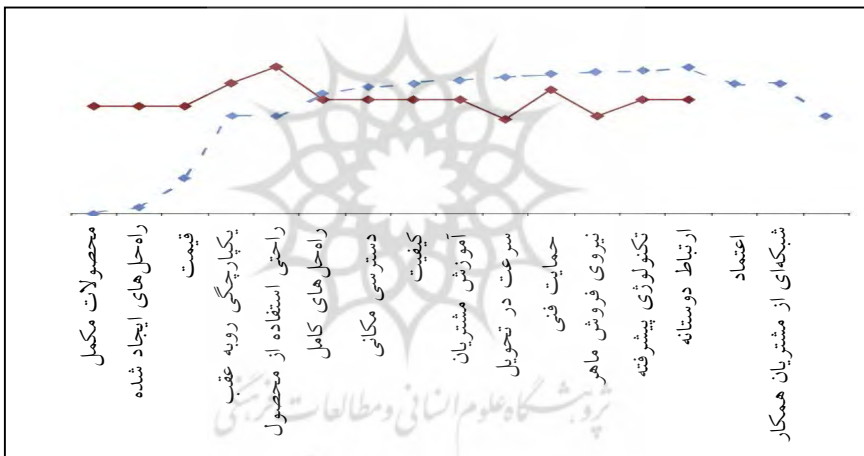 محصولات مکمل
راه‌حل‌های ایجاد شده
قیمت
یکپارچگی روبه عقب
راحتی استفاده از محصول
راه‌حل‌های کامل
دسترسی مکانی
کیفیت
آموزش مشتریان
سرعت در تحویل
حمایت فنی
نیروی فروش ماهر
تکنولوژی پیشرفته
ارتباط دوستانه
اعتماد
شبکه‌ای از مشتریان همکار
پژوهشگاه علوم انسانی و مطالعات فرهنگی